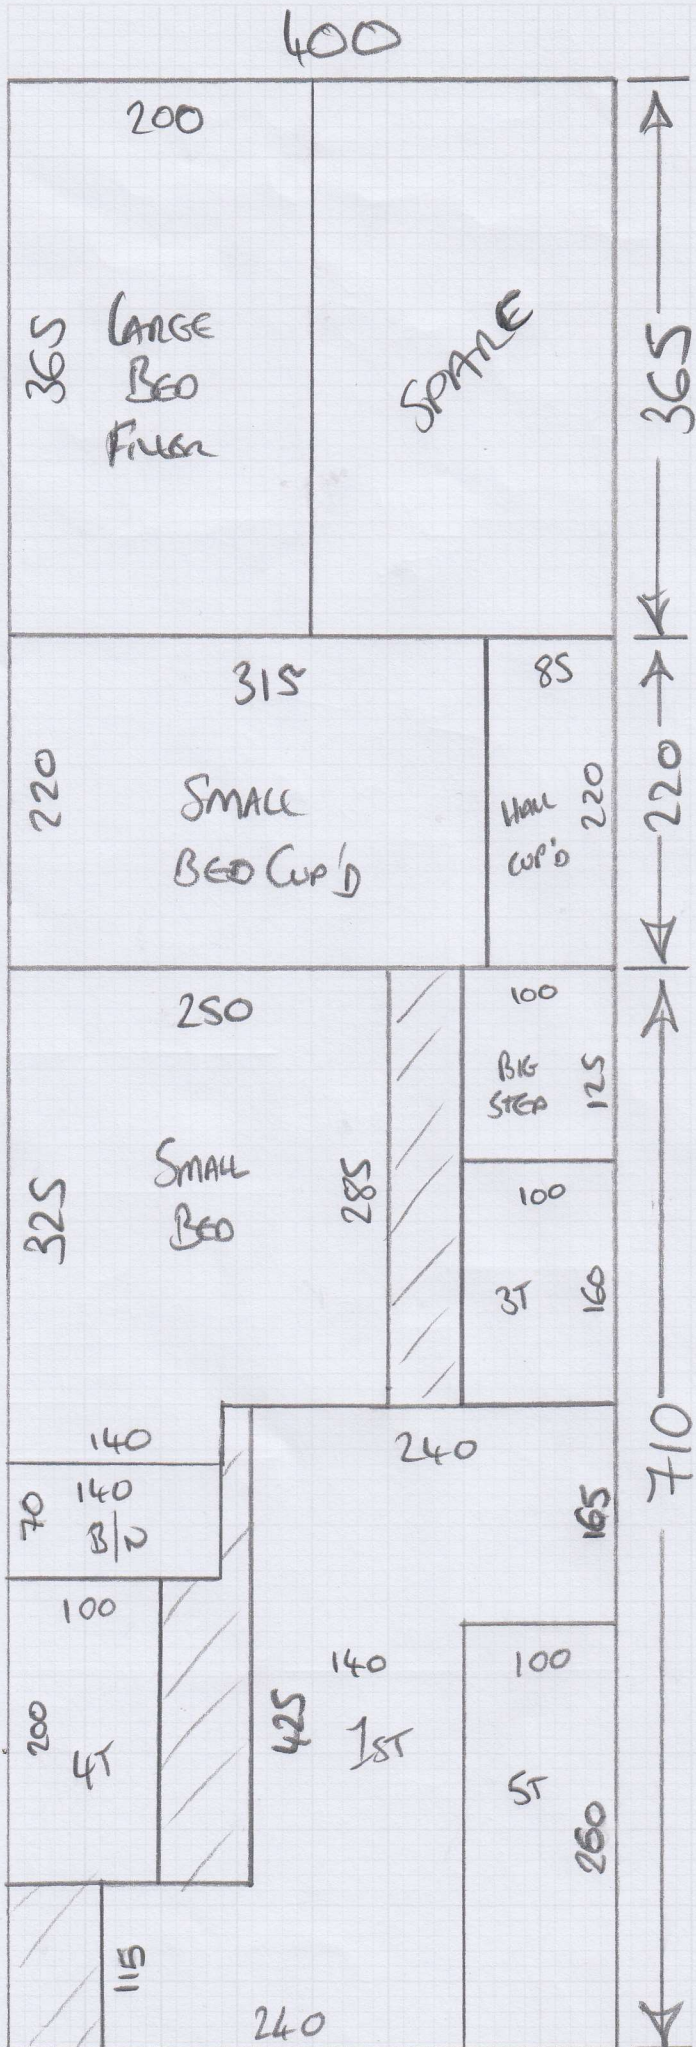 400
200
365
LARGE
BED
FILLER
SPARE
365
315
220
SMALL
BED CUP'D
85
HALL
CUP'D
220
220
250
325
SMALL
BED
285
100
BIG
STEP
125
100
3T
160
710
140
70
140
B/N
240
165
100
200
4T
425
140
1ST
100
5T
260
115
240